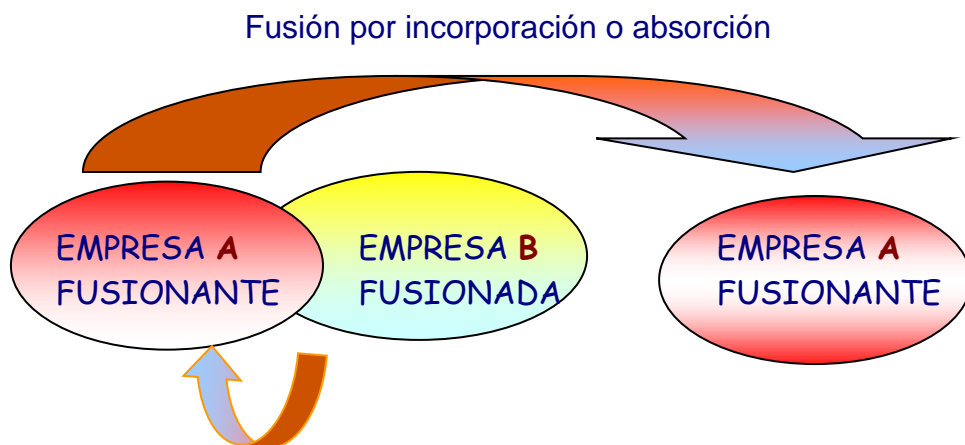 Fusión por incorporación o absorción
EMPRESA A
FUSIONANTE
EMPRESA B
FUSIONADA
EMPRESA A
FUSIONANTE